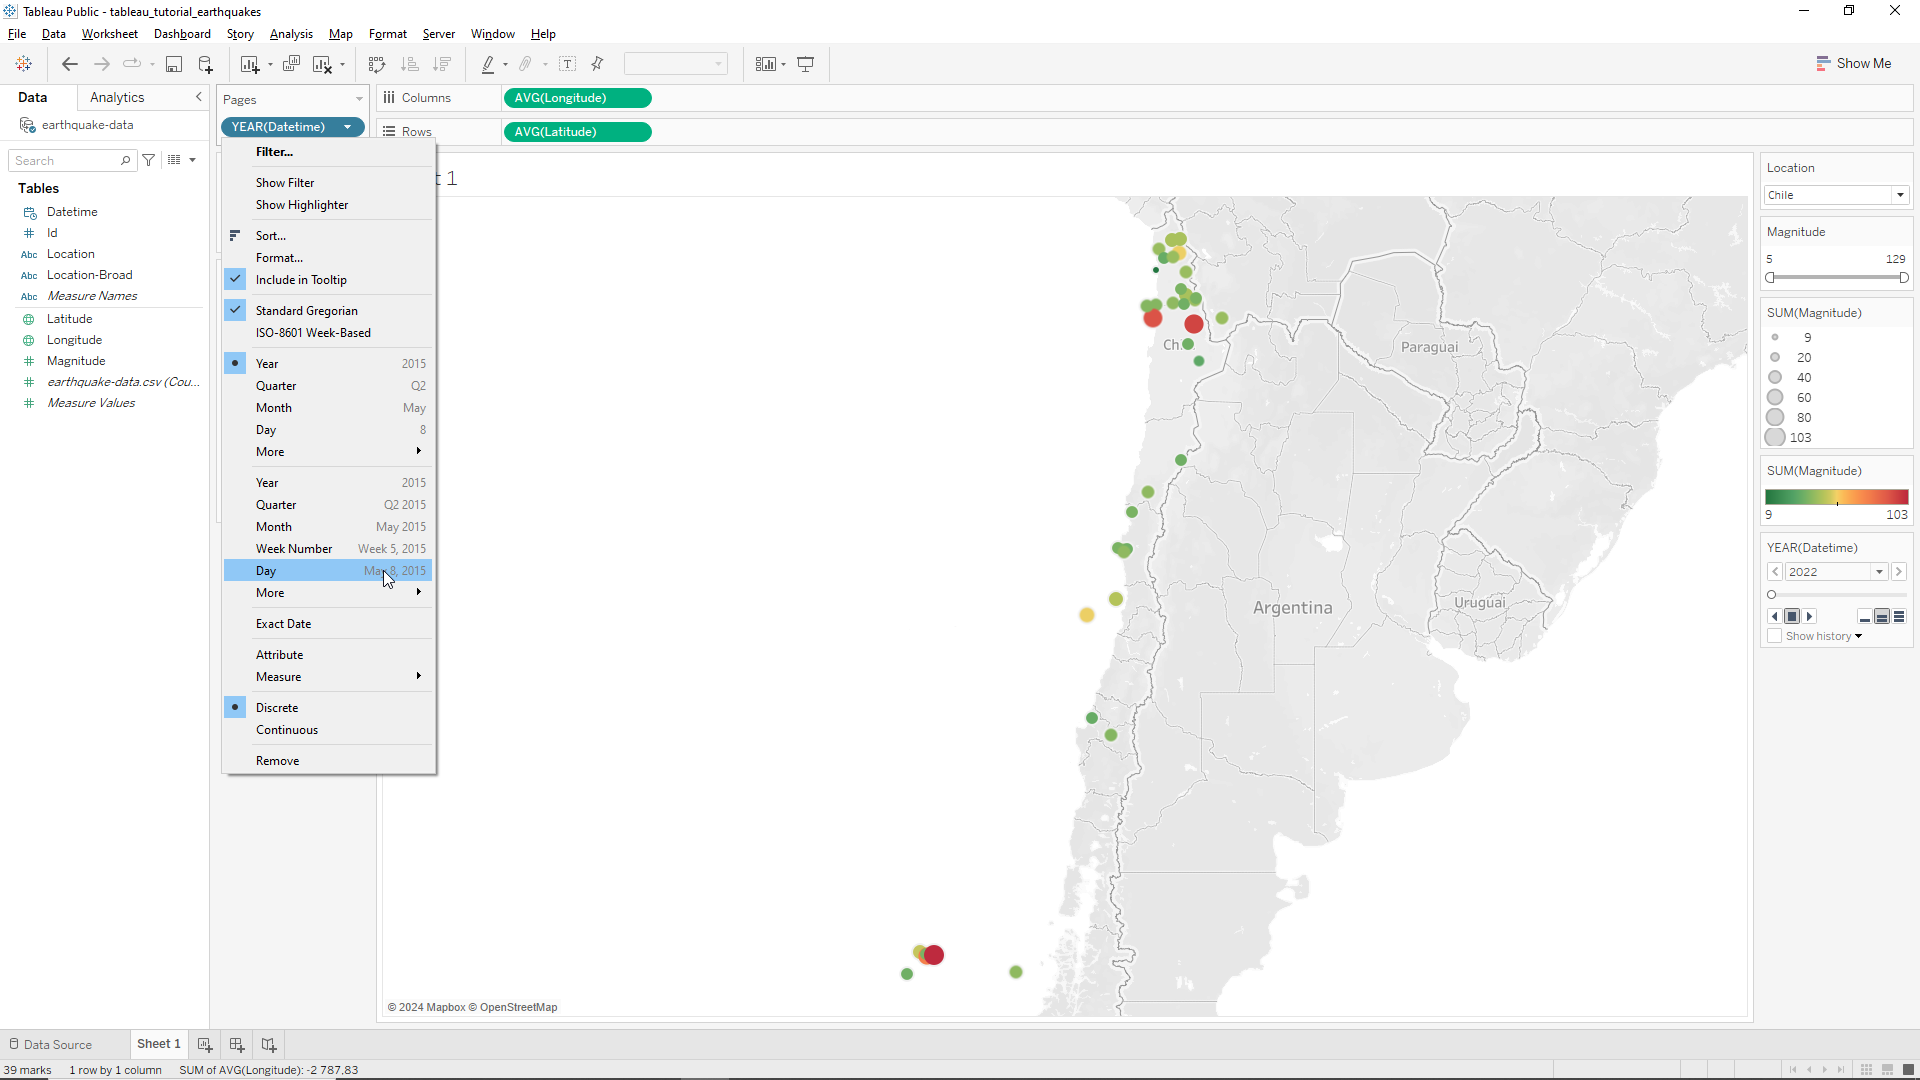 Tableau Public - tableau_tutorial_earthquakes
File Data Worksheet Dashboard Story Analysis Map Format Server Window Help
Show Me
Data Analytics
earthquake-data
Search
Tables
Datetime
Id
Abc Location
Abc Location-Broad
Abc Measure Names
Latitude
Longitude
Magnitude
earthquake-data.csv (Cou...
Measure Values
Pages
YEAR(Datetime)
Columns AVG(Longitude)
Rows AVG(Latitude)
t 1
Filter...
Show Filter
Show Highlighter
Sort...
Format...
Include in Tooltip
Standard Gregorian
ISO-8601 Week-Based
Year 2015
Quarter Q2
Month May
Day 8
More
Year 2015
Quarter Q2 2015
Month May 2015
Week Number Week 5, 2015
Day May 8, 2015
More
Exact Date
Attribute
Measure
Discrete
Continuous
Remove
Ch...
Paraguai
Argentina
Uruguai
© 2024 Mapbox © OpenStreetMap
Location
Chile
Magnitude
5 129
SUM(Magnitude)
9
20
40
60
80
103
SUM(Magnitude)
9 103
YEAR(Datetime)
2022
Show history
Data Source Sheet 1
39 marks 1 row by 1 column SUM of AVG(Longitude): -2 787,83